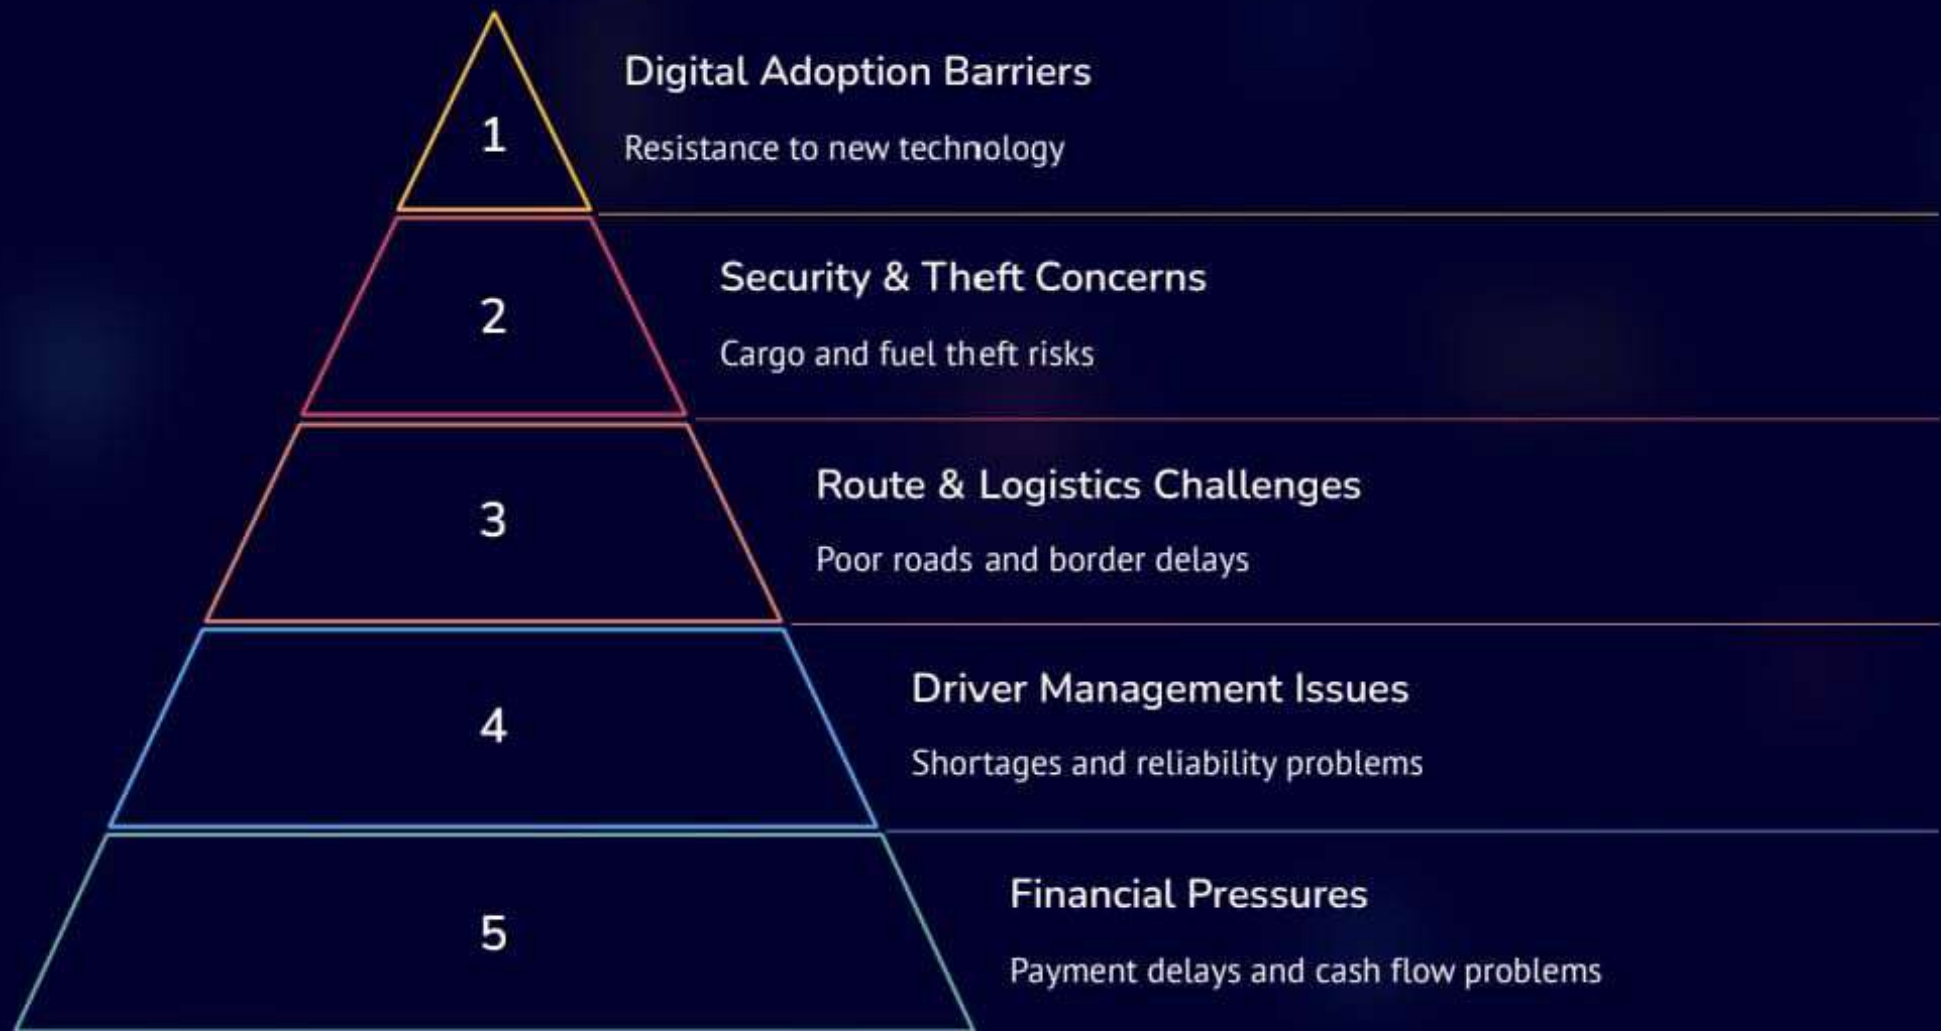 1
Digital Adoption Barriers
Resistance to new technology
2
Security & Theft Concerns
Cargo and fuel theft risks
3
Route & Logistics Challenges
Poor roads and border delays
4
Driver Management Issues
Shortages and reliability problems
5
Financial Pressures
Payment delays and cash flow problems